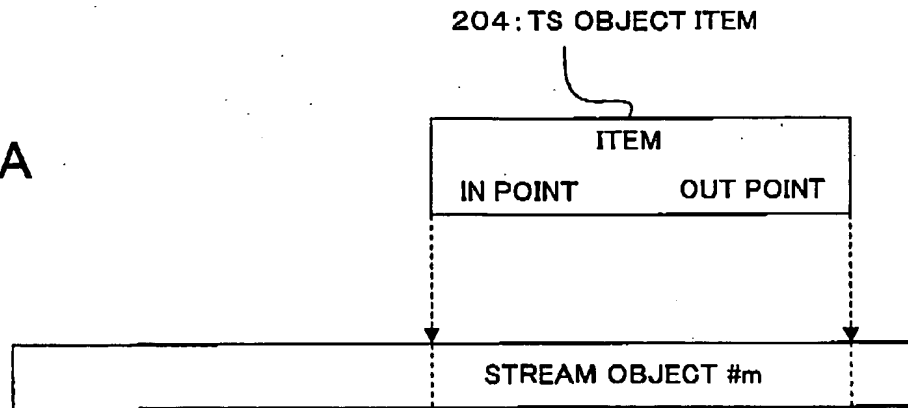 204:TS OBJECT ITEM
A
ITEM
IN POINT OUT POINT
STREAM OBJECT #m